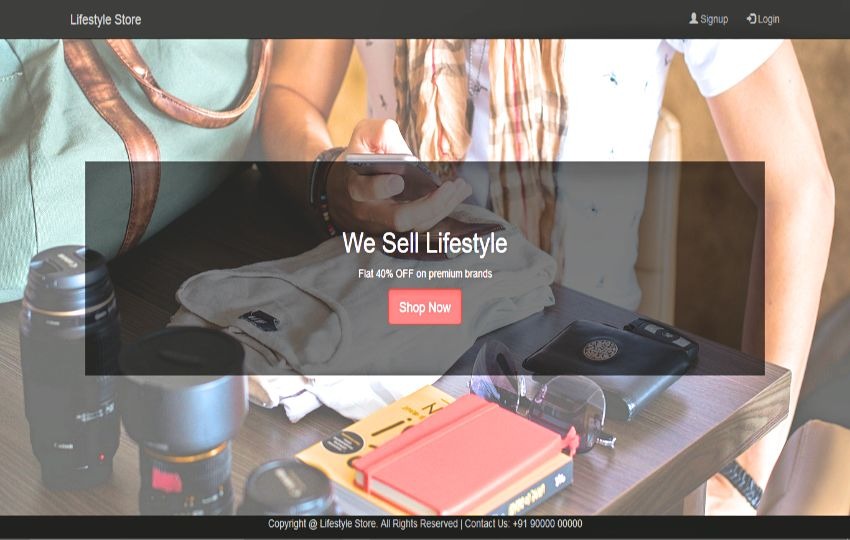 Lifestyle Store
Signup
Login
We Sell Lifestyle
Flat 40% OFF on premium brands
Shop Now
Copyright @ Lifestyle Store. All Rights Reserved | Contact Us: +91 90000 00000